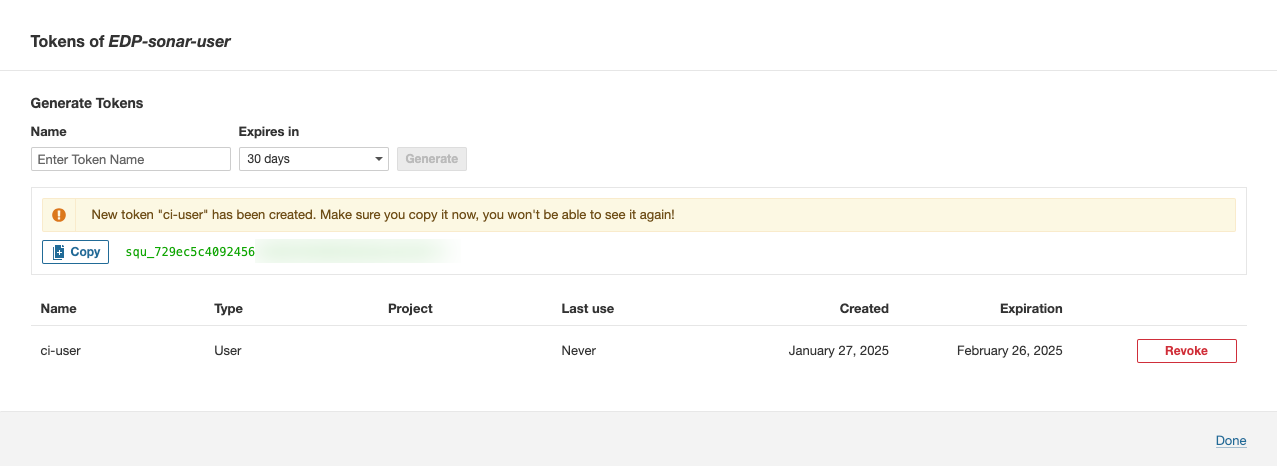 Tokens of EDP-sonar-user
Generate Tokens
Name Expires in
Enter Token Name 30 days Generate
New token "ci-user" has been created. Make sure you copy it now, you won't be able to see it again!
Copy squ_729ec5c4092456
Name Type Project Last use Created Expiration
ci-user User Never January 27, 2025 February 26, 2025 Revoke
Done